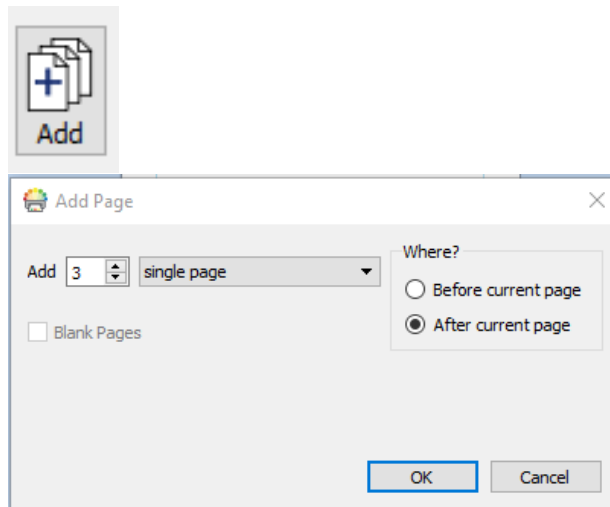 Add
Add Page
Add 3 single page
Blank Pages
Where?
Before current page
After current page
OK Cancel